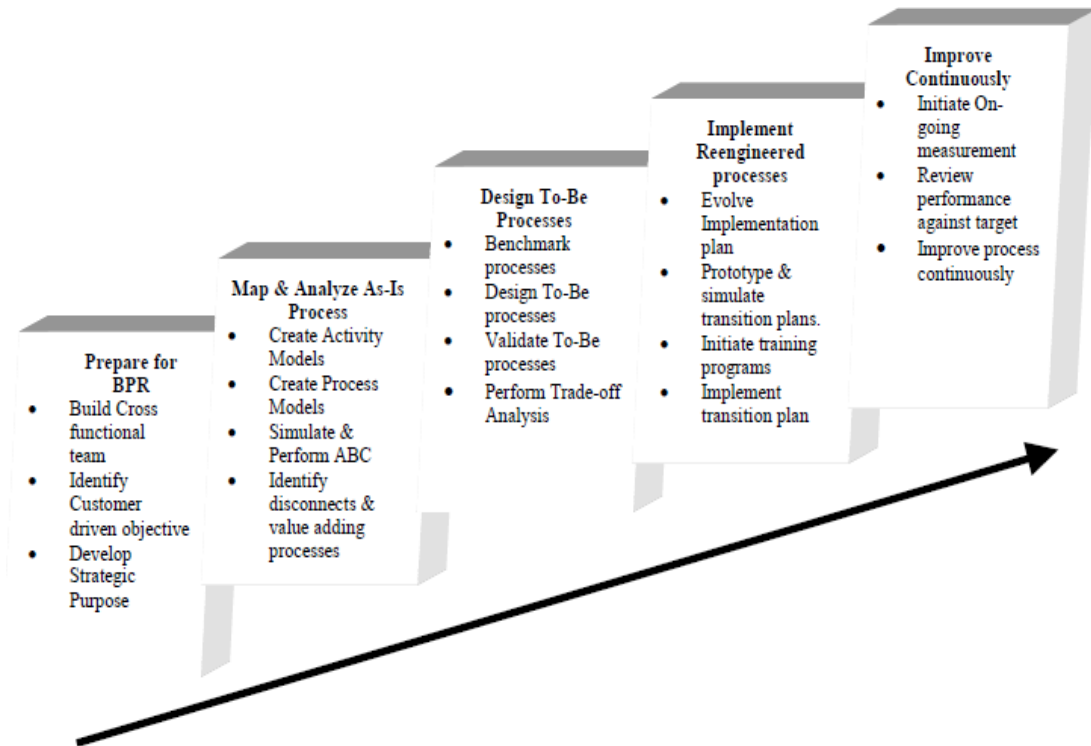 Prepare for
BPR
• Build Cross
functional
team
• Identify
Customer
driven objective
• Develop
Strategic
Purpose
Map & Analyze As-Is
Process
• Create Activity
Models
• Create Process
Models
• Simulate &
Perform ABC
• Identify
disconnects &
value adding
processes
Design To-Be
Processes
• Benchmark
processes
• Design To-Be
processes
• Validate To-Be
processes
• Perform Trade-off
Analysis
Implement
Reengineered
processes
• Evolve
Implementation
plan
• Prototype &
simulate
transition plans.
• Initiate training
programs
• Implement
transition plan
Improve
Continuously
• Initiate On-
going
measurement
• Review
performance
against target
• Improve process
continuously